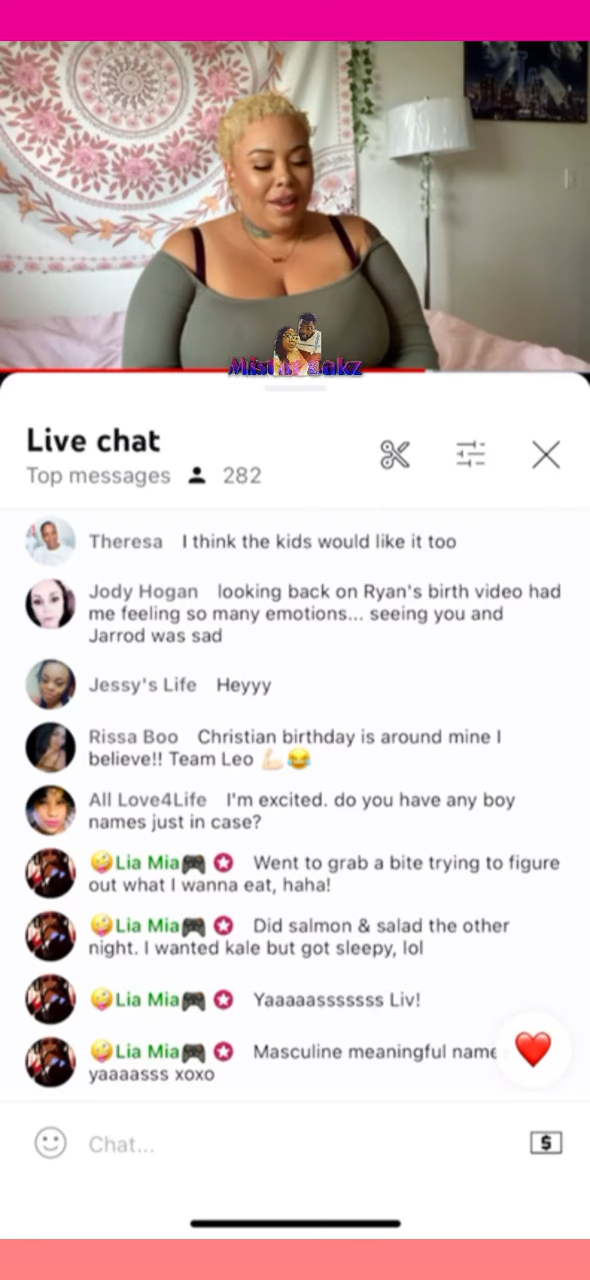 Live chat
Top messages 282
Theresa I think the kids would like it too
Jody Hogan looking back on Ryan's birth video had
me feeling so many emotions... seeing you and
Jarrod was sad
Jessy's Life Heyyy
Rissa Boo Christian birthday is around mine I
believe!! Team Leo 💪🏻😂
All Love4Life I'm excited. do you have any boy
names just in case?
🤪Lia Mia🎮 Went to grab a bite trying to figure
out what I wanna eat, haha!
🤪Lia Mia🎮 Did salmon & salad the other
night. I wanted kale but got sleepy, lol
🤪Lia Mia🎮 Yaaaaasssssss Liv!
🤪Lia Mia🎮 Masculine meaningful name
yaaaasss xoxo
Chat...
$